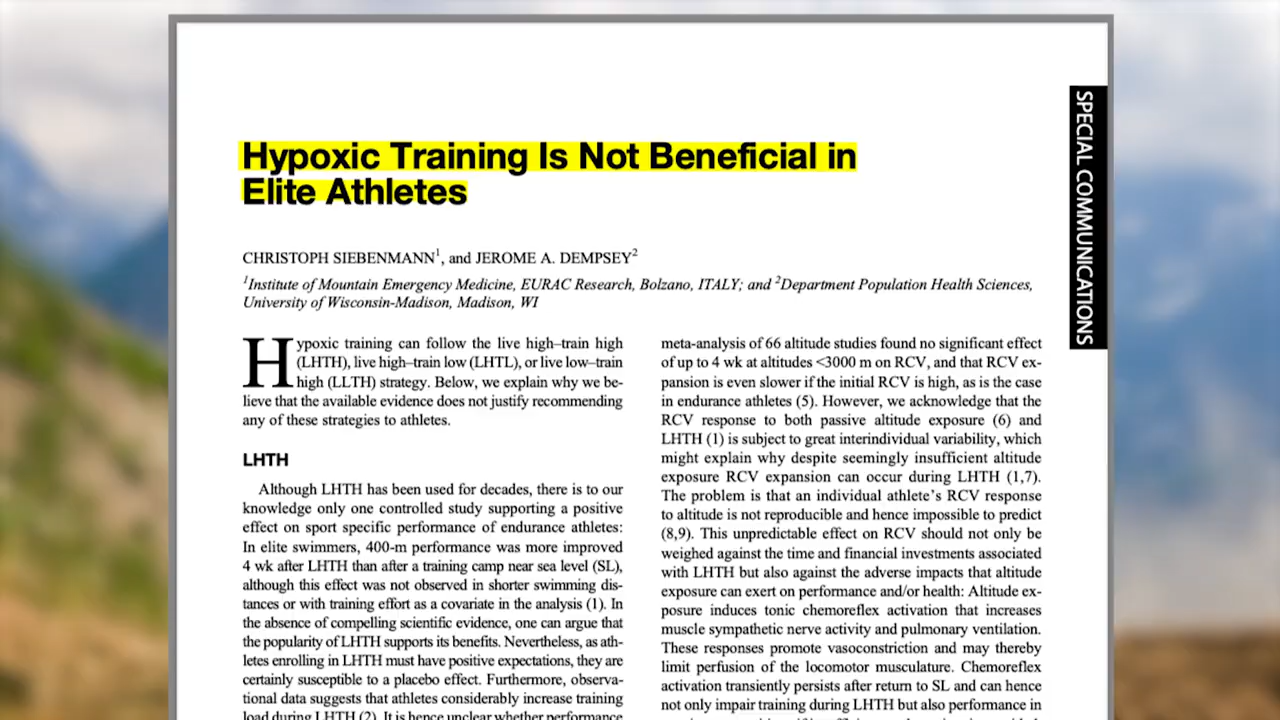 Hypoxic Training Is Not Beneficial in
Elite Athletes
SPECIAL COMMUNICATIONS
CHRISTOPH SIEBENMANN1, and JEROME A. DEMPSEY2
1Institute of Mountain Emergency Medicine, EURAC Research, Bolzano, ITALY; and 2Department Population Health Sciences,
University of Wisconsin-Madison, Madison, WI
Hypoxic training can follow the live high–train high
(LHTH), live high–train low (LHTL), or live low–train
high (LLTH) strategy. Below, we explain why we be-
lieve that the available evidence does not justify recommending
any of these strategies to athletes.
LHTH
Although LHTH has been used for decades, there is to our
knowledge only one controlled study supporting a positive
effect on sport specific performance of endurance athletes:
In elite swimmers, 400-m performance was more improved
4 wk after LHTH than after a training camp near sea level (SL),
although this effect was not observed in shorter swimming dis-
tances or with training effort as a covariate in the analysis (1). In
the absence of compelling scientific evidence, one can argue that
the popularity of LHTH supports its benefits. Nevertheless, as ath-
letes enrolling in LHTH must have positive expectations, they are
certainly susceptible to a placebo effect. Furthermore, observa-
tional data suggests that athletes considerably increase training
load during LHTH (2). It is hence unclear whether performance
meta-analysis of 66 altitude studies found no significant effect
of up to 4 wk at altitudes <3000 m on RCV, and that RCV ex-
pansion is even slower if the initial RCV is high, as is the case
in endurance athletes (5). However, we acknowledge that the
RCV response to both passive altitude exposure (6) and
LHTH (1) is subject to great interindividual variability, which
might explain why despite seemingly insufficient altitude
exposure RCV expansion can occur during LHTH (1,7).
The problem is that an individual athlete's RCV response
to altitude is not reproducible and hence impossible to predict
(8,9). This unpredictable effect on RCV should not only be
weighed against the time and financial investments associated
with LHTH but also against the adverse impacts that altitude
exposure can exert on performance and/or health: Altitude ex-
posure induces tonic chemoreflex activation that increases
muscle sympathetic nerve activity and pulmonary ventilation.
These responses promote vasoconstriction and may thereby
limit perfusion of the locomotor musculature. Chemoreflex
activation transiently persists after return to SL and can hence
not only impair training during LHTH but also performance in